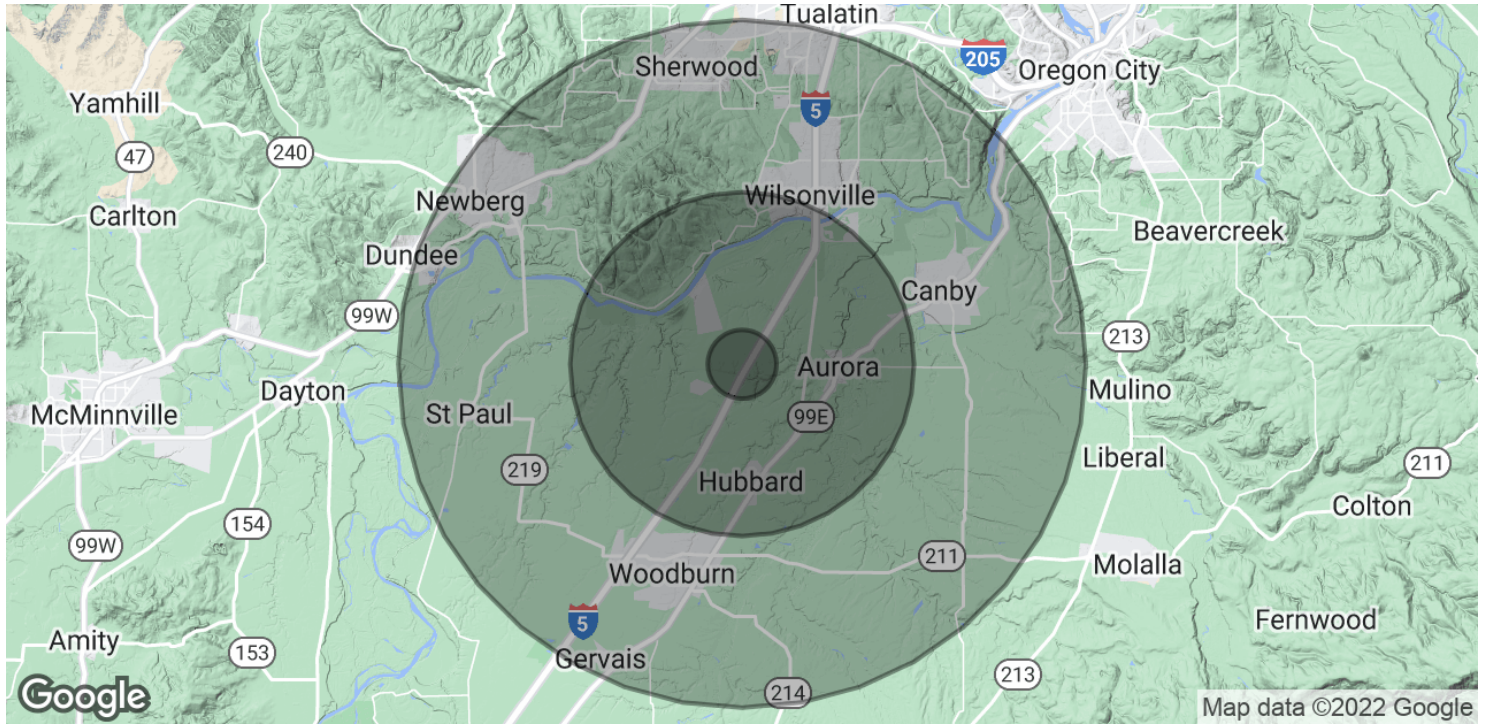 Tualatin
Sherwood
205
Oregon City
Yamhill
5
47
240
Newberg
Wilsonville
Carlton
Beavercreek
Dundee
Canby
99W
213
Aurora
Mulino
Dayton
McMinnville
St Paul
99E
Liberal
219
Hubbard
211
Colton
154
99W
211
Molalla
Woodburn
Fernwood
5
Amity
153
Gervais
213
214
Google
Map data ©2022 Google